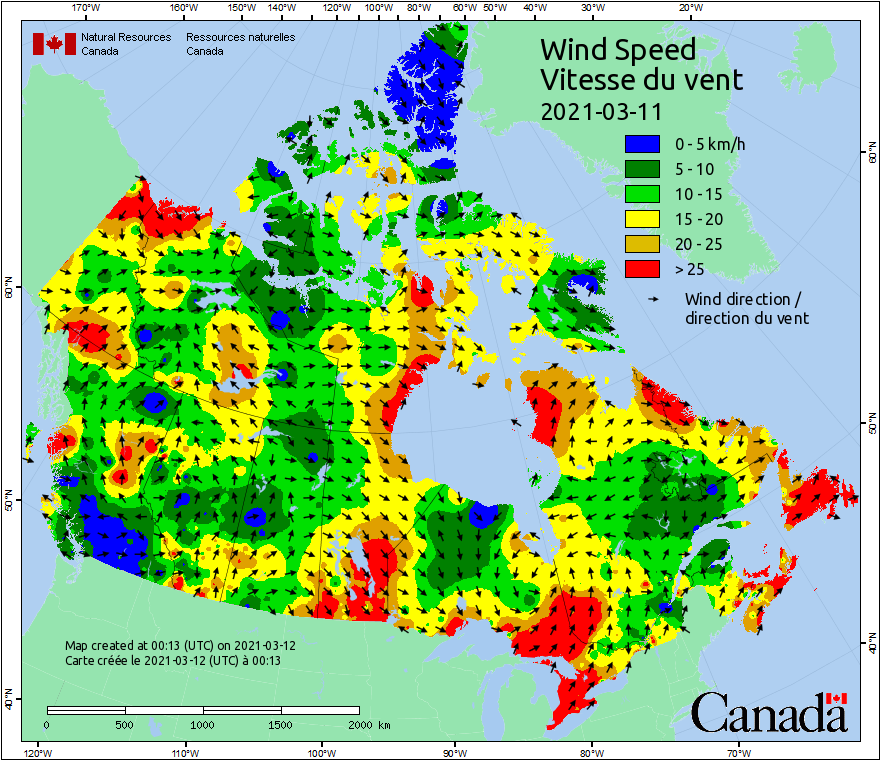 170°W 160°W 150°W 140°W 120°W 100°W 80°W 60°W 50°W 40°W 30°W 20°W
Natural Resources Ressources naturelles
Canada Canada
Wind Speed
Vitesse du vent
2021-03-11
0 - 5 km/h
5 - 10
10 - 15
15 - 20
20 - 25
> 25
Wind direction /
direction du vent
60°N
60°N
50°N
50°N
40°N
40°N
Map created at 00:13 (UTC) on 2021-03-12
Carte créée le 2021-03-12 (UTC) à 00:13
0 500 1000 1500 2000 km
Canada
120°W 110°W 100°W 90°W 80°W 70°W